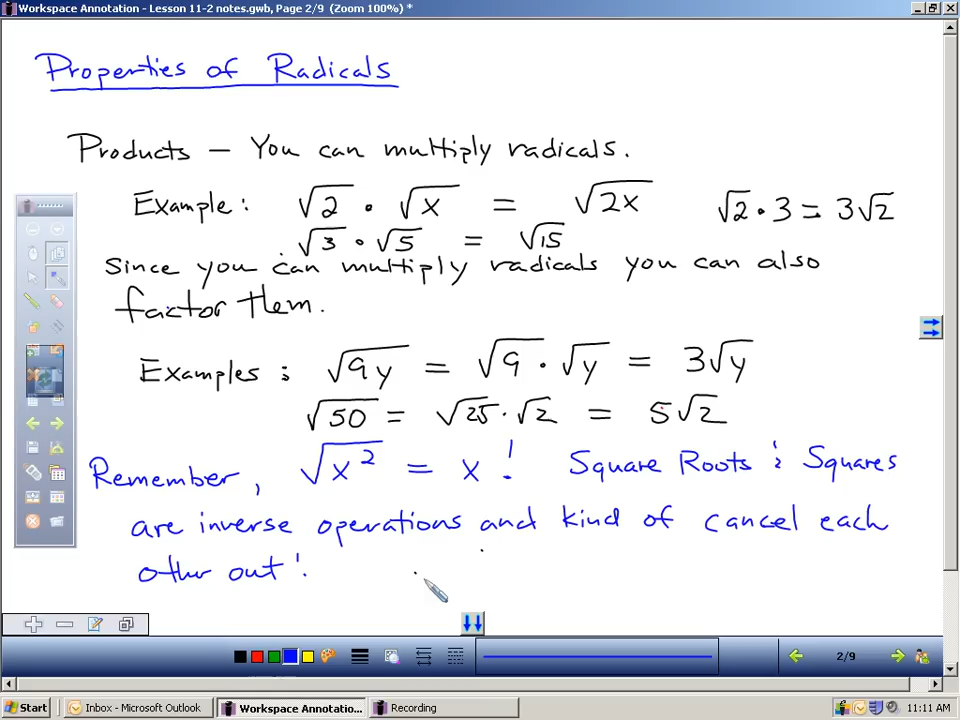 Workspace Annotation - Lesson 11-2 notes.gwb, Page 2/9 (Zoom 100%) *
Properties of Radicals
Products — You can multiply radicals.
Example: √2 · √x = √2x √2 · 3 = 3√2
√3 · √5 = √15
Since you can multiply radicals you can also
factor them.
Examples: √9y = √9 · √y = 3√y
√50 = √25 · √2 = 5√2
Remember, √x² = x! Square Roots & Squares
are inverse operations and kind of cancel each
other out!
2/9
Start Inbox - Microsoft Outlook Workspace Annotatio... Recording 11:11 AM